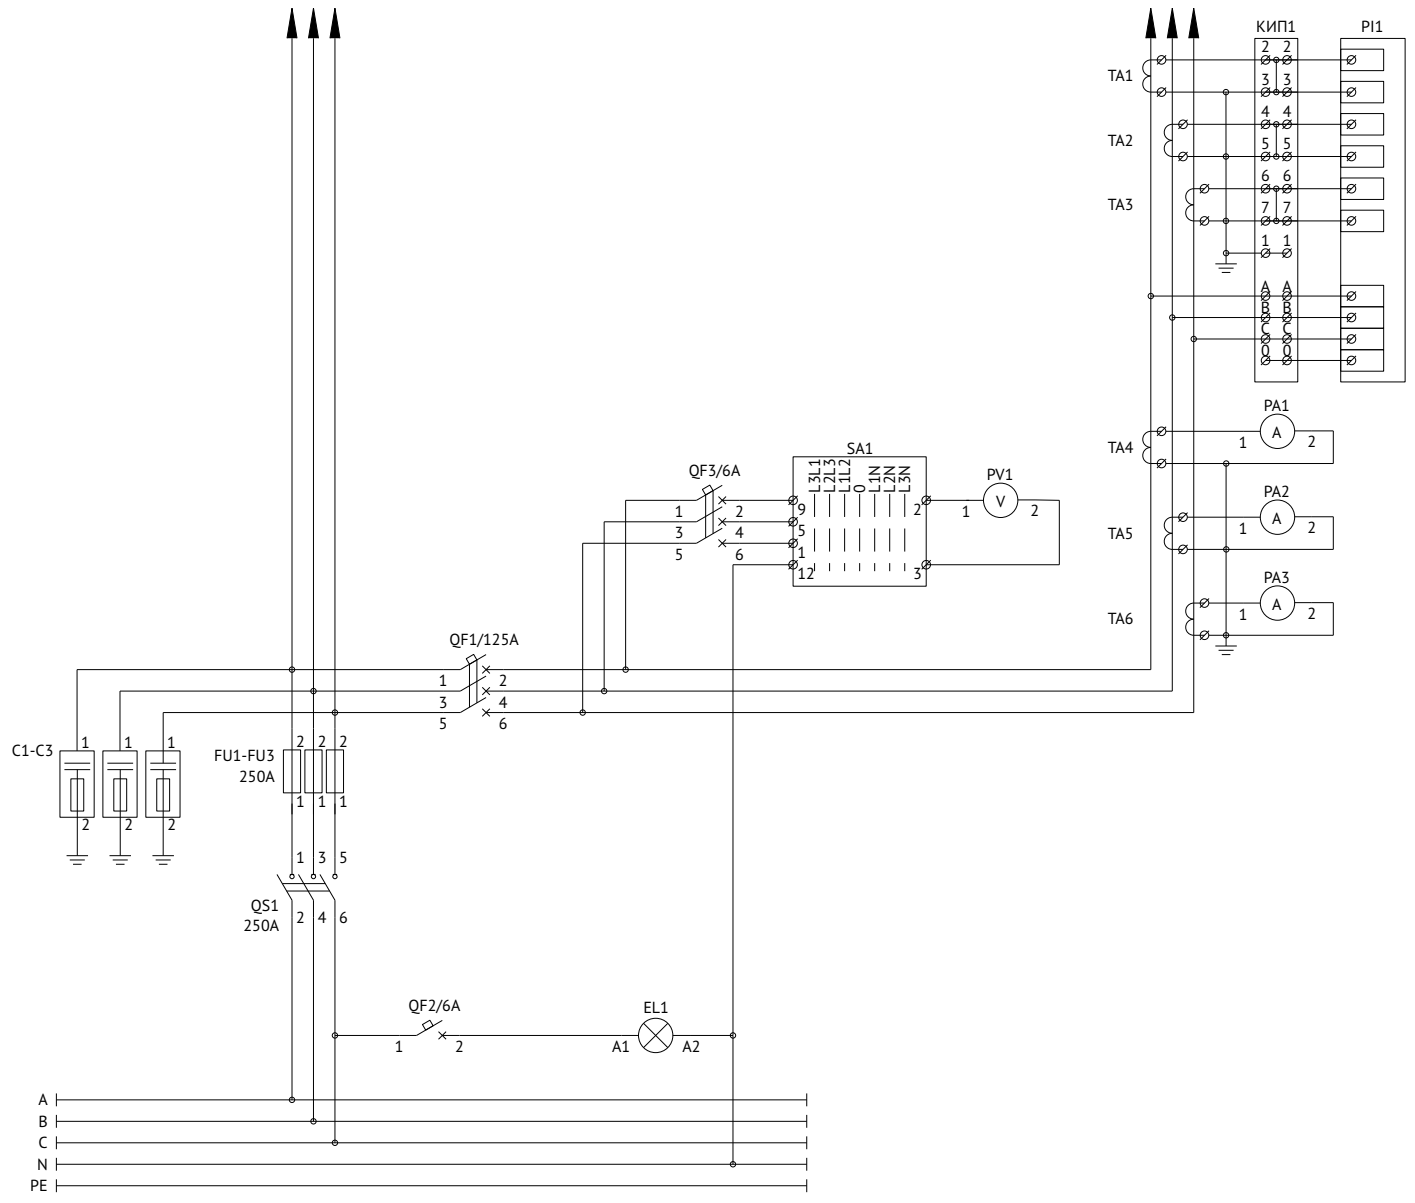 КИП1 PI1
2 2
TA1
3 3
4 4
TA2
5 5
6 6
TA3
7 7
1 1
A A
B B
C C
0 0
PA1
A
1 2
TA4
SA1
QF3/6A
L3L1
L2L3
L1L2
0
L1N
L2N
L3N
PV1
V
1 2
1 2
3 4
5 6
9
5
1
12
2
3
PA2
A
1 2
TA5
PA3
A
1 2
TA6
QF1/125A
1 2
3 4
5 6
C1-C3
1 1 1
2 2 2
FU1-FU3
250A
2 2 2
1 1 1
1 3 5
QS1
250A
2 4 6
QF2/6A
1 2
EL1
A1 A2
A
B
C
N
PE